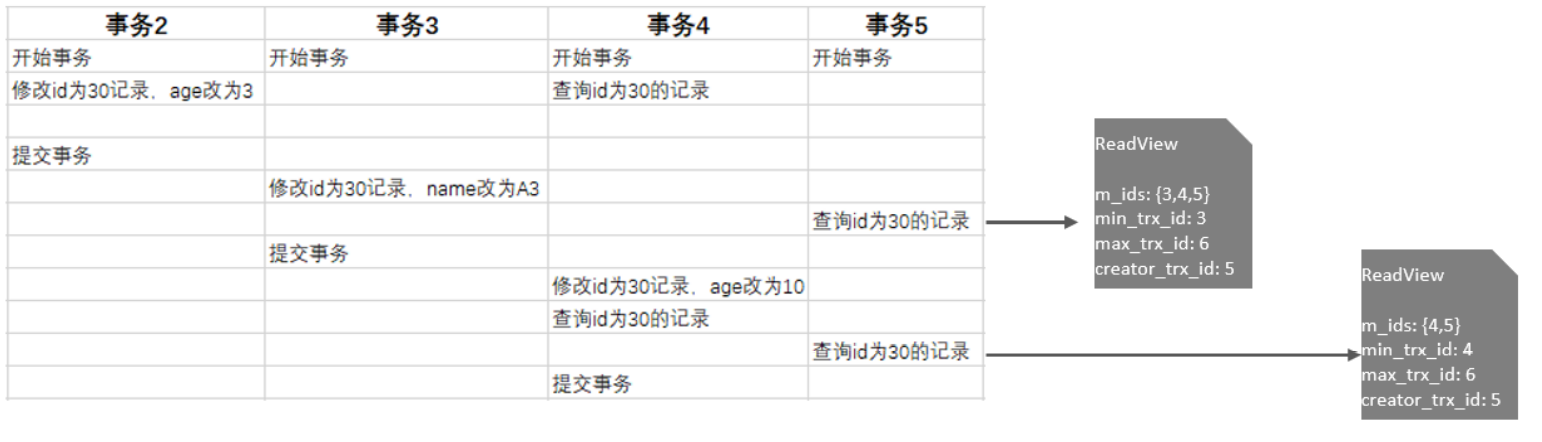 事务2 事务3 事务4 事务5
开始事务 开始事务 开始事务 开始事务
修改id为30记录，age改为3 查询id为30的记录
提交事务
修改id为30记录，name改为A3
查询id为30的记录
提交事务
修改id为30记录，age改为10
查询id为30的记录
查询id为30的记录
提交事务
ReadView
m_ids: {3,4,5}
min_trx_id: 3
max_trx_id: 6
creator_trx_id: 5
ReadView
m_ids: {4,5}
min_trx_id: 4
max_trx_id: 6
creator_trx_id: 5